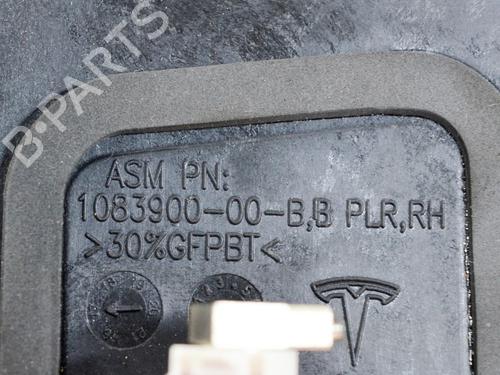 B-PARTS
ASM PN:
1083900-00-B,B PLR,RH
>30%GFPBT<